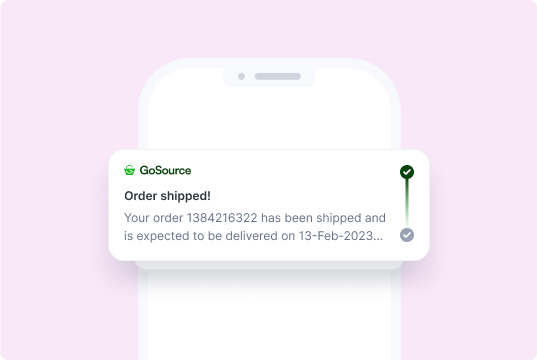 GoSource
Order shipped!
Your order 1384216322 has been shipped and
is expected to be delivered on 13-Feb-2023...